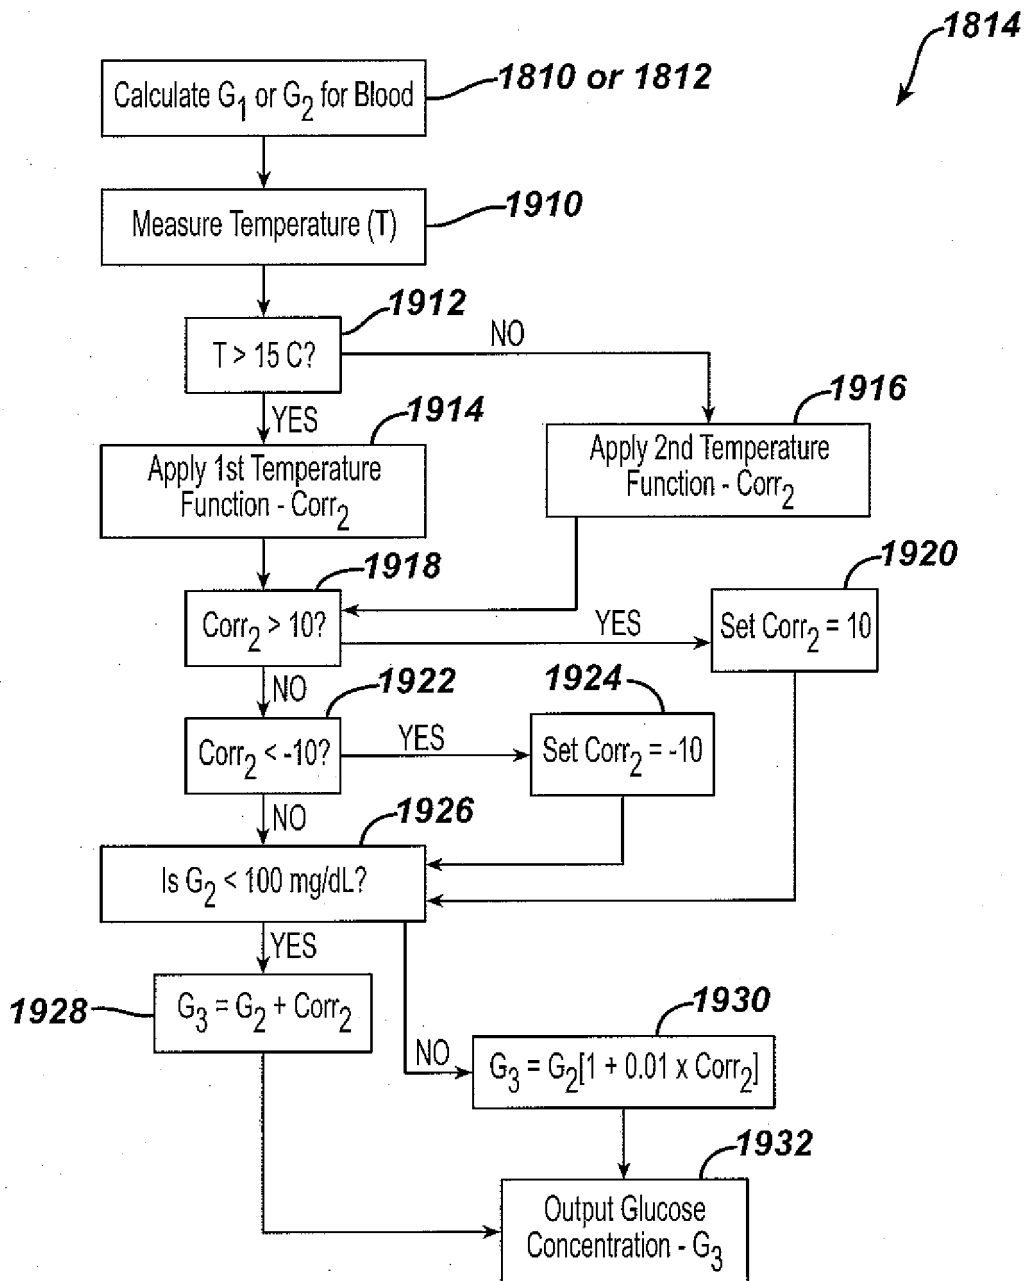 1814
1810 or 1812
Calculate G₁ or G₂ for Blood
1910
Measure Temperature (T)
1912
T > 15 C?
NO
YES
1914
1916
Apply 1st Temperature
Function - Corr₂
Apply 2nd Temperature
Function - Corr₂
1918
1920
Corr₂ > 10?
YES
Set Corr₂ = 10
NO
1922
1924
Corr₂ < -10?
YES
Set Corr₂ = -10
NO
1926
Is G₂ < 100 mg/dL?
YES
1928
G₃ = G₂ + Corr₂
NO
1930
G₃ = G₂[1 + 0.01 x Corr₂]
1932
Output Glucose
Concentration - G₃